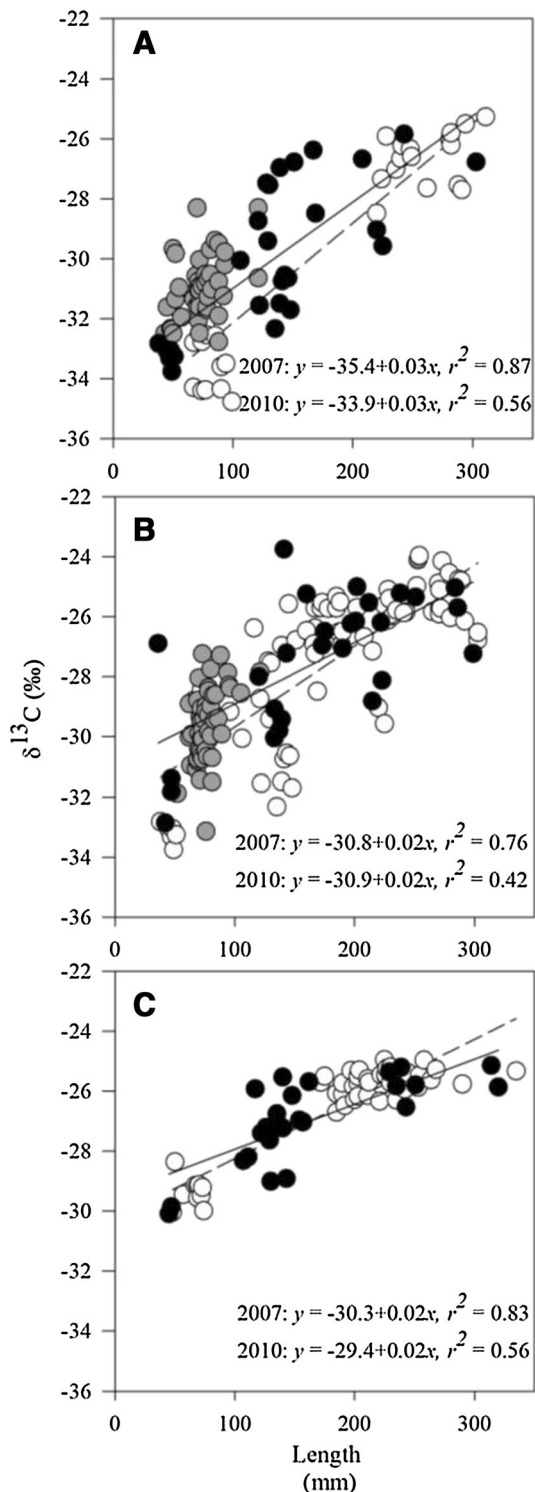 A
-22
-24
-26
-28
-30
-32
-34
-36
2007: y = -35.4+0.03x, r² = 0.87
2010: y = -33.9+0.03x, r² = 0.56
0 100 200 300
B
-22
-24
-26
-28
-30
-32
-34
-36
δ¹³C (‰)
2007: y = -30.8+0.02x, r² = 0.76
2010: y = -30.9+0.02x, r² = 0.42
0 100 200 300
C
-22
-24
-26
-28
-30
-32
-34
-36
2007: y = -30.3+0.02x, r² = 0.83
2010: y = -29.4+0.02x, r² = 0.56
0 100 200 300
Length
(mm)